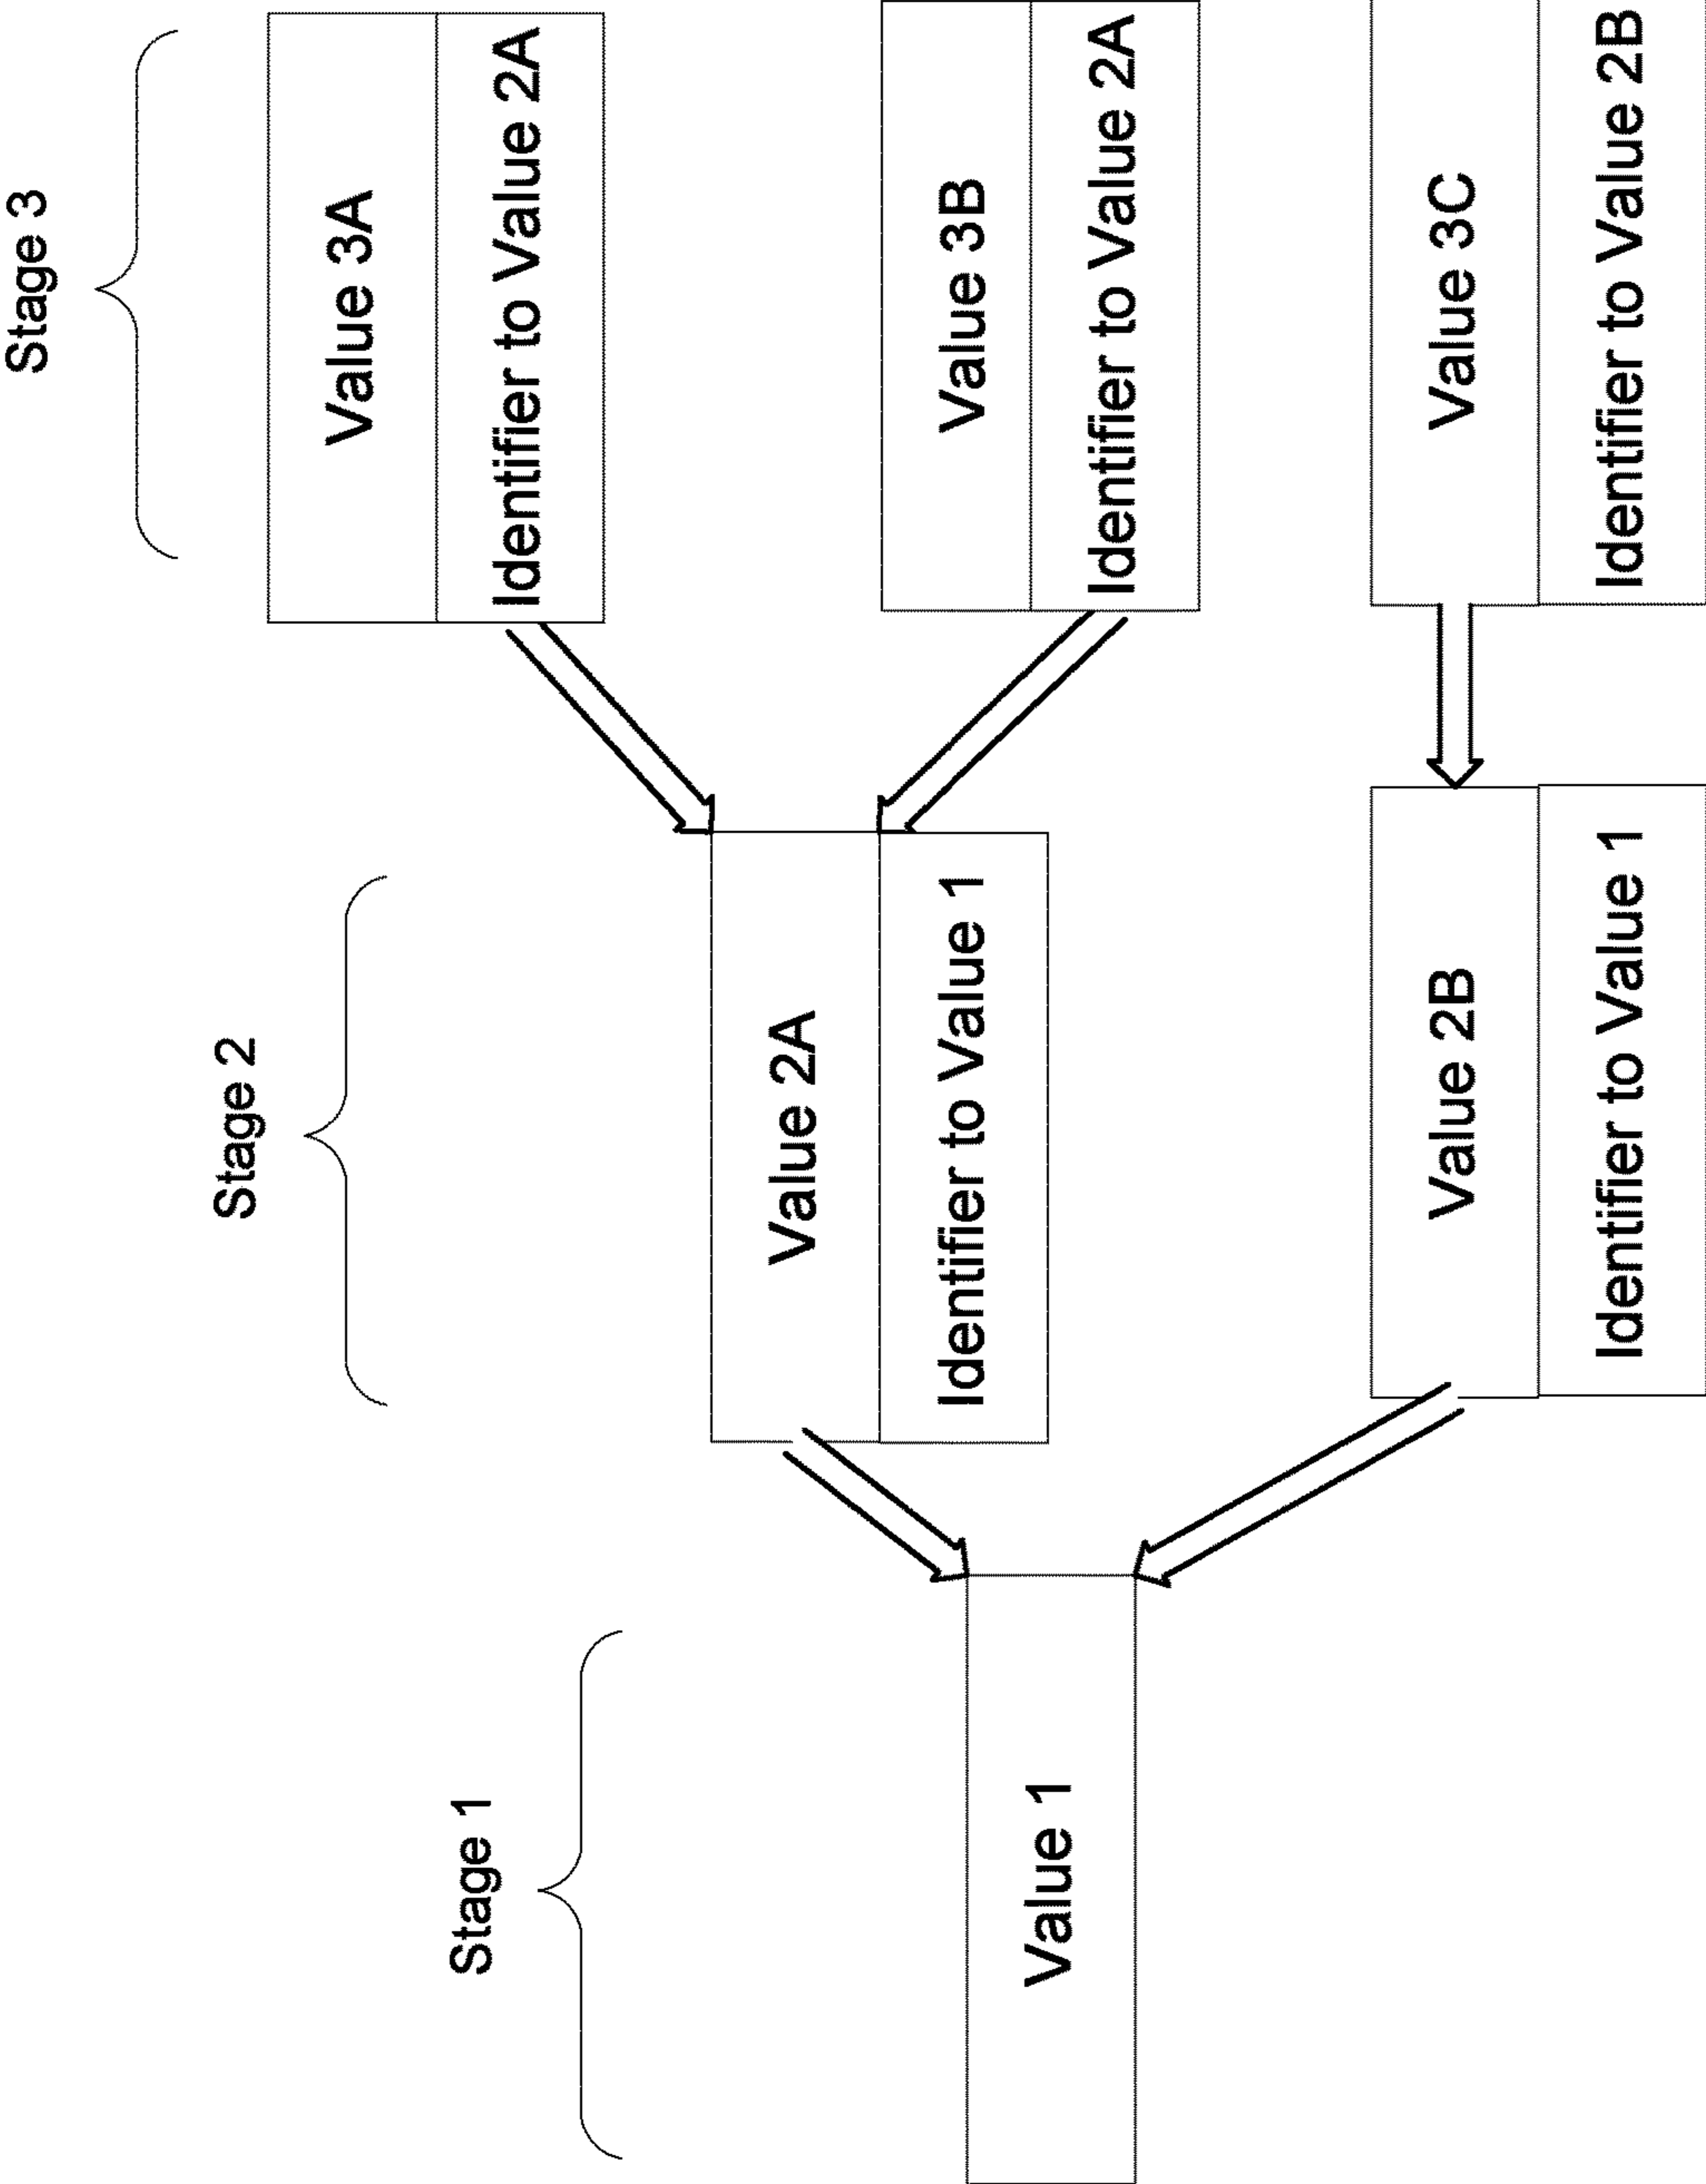 Stage 1
Stage 2
Stage 3
Value 1
Value 2A
Identifier to Value 1
Value 2B
Identifier to Value 1
Value 3A
Identifier to Value 2A
Value 3B
Identifier to Value 2A
Value 3C
Identifier to Value 2B